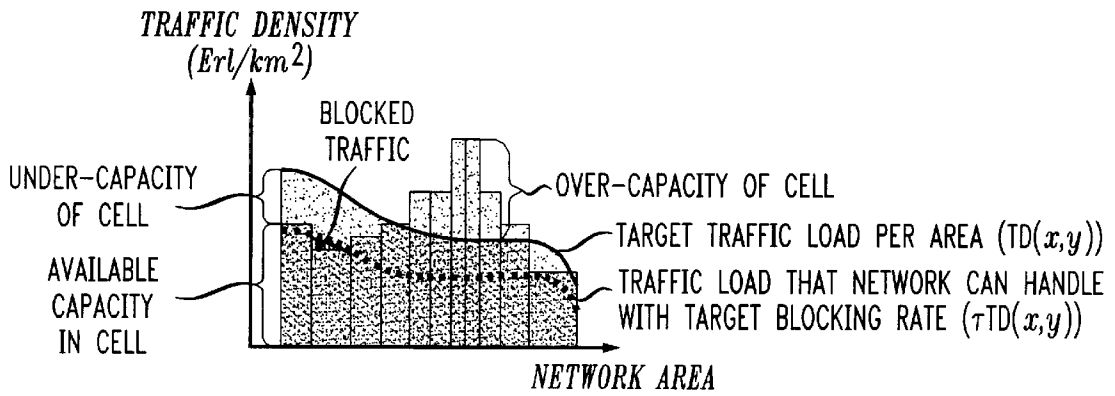 TRAFFIC DENSITY
(Erl/km²)
BLOCKED
TRAFFIC
UNDER-CAPACITY
OF CELL
OVER-CAPACITY OF CELL
TARGET TRAFFIC LOAD PER AREA (TD(x,y))
AVAILABLE
CAPACITY
IN CELL
TRAFFIC LOAD THAT NETWORK CAN HANDLE
WITH TARGET BLOCKING RATE (τTD(x,y))
NETWORK AREA